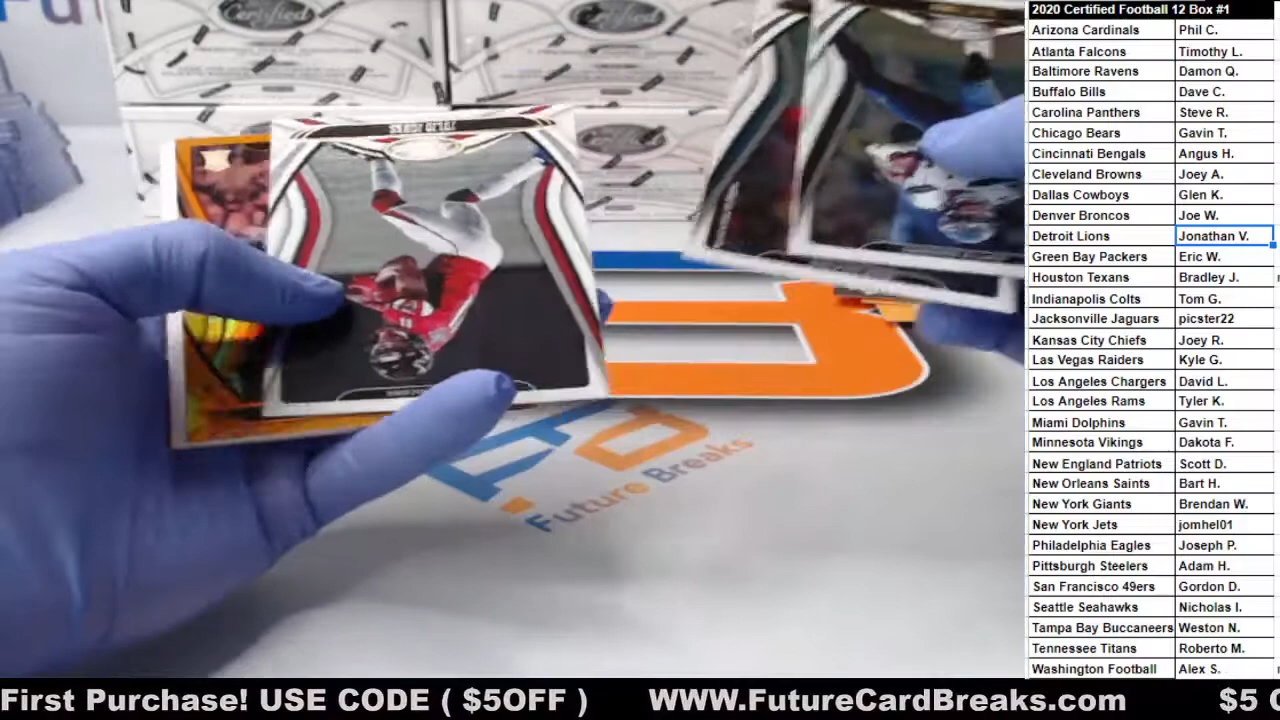 Certified
JULIO JONES
Future Breaks
2020 Certified Football 12 Box #1
Arizona Cardinals Phil C.
Atlanta Falcons Timothy L.
Baltimore Ravens Damon Q.
Buffalo Bills Dave C.
Carolina Panthers Steve R.
Chicago Bears Gavin T.
Cincinnati Bengals Angus H.
Cleveland Browns Joey A.
Dallas Cowboys Glen K.
Denver Broncos Joe W.
Detroit Lions Jonathan V.
Green Bay Packers Eric W.
Houston Texans Bradley J.
Indianapolis Colts Tom G.
Jacksonville Jaguars picster22
Kansas City Chiefs Joey R.
Las Vegas Raiders Kyle G.
Los Angeles Chargers David L.
Los Angeles Rams Tyler K.
Miami Dolphins Gavin T.
Minnesota Vikings Dakota F.
New England Patriots Scott D.
New Orleans Saints Bart H.
New York Giants Brendan W.
New York Jets jomhel01
Philadelphia Eagles Joseph P.
Pittsburgh Steelers Adam H.
San Francisco 49ers Gordon D.
Seattle Seahawks Nicholas I.
Tampa Bay Buccaneers Weston N.
Tennessee Titans Roberto M.
Washington Football Alex S.
First Purchase! USE CODE ( $5OFF ) WWW.FutureCardBreaks.com $5